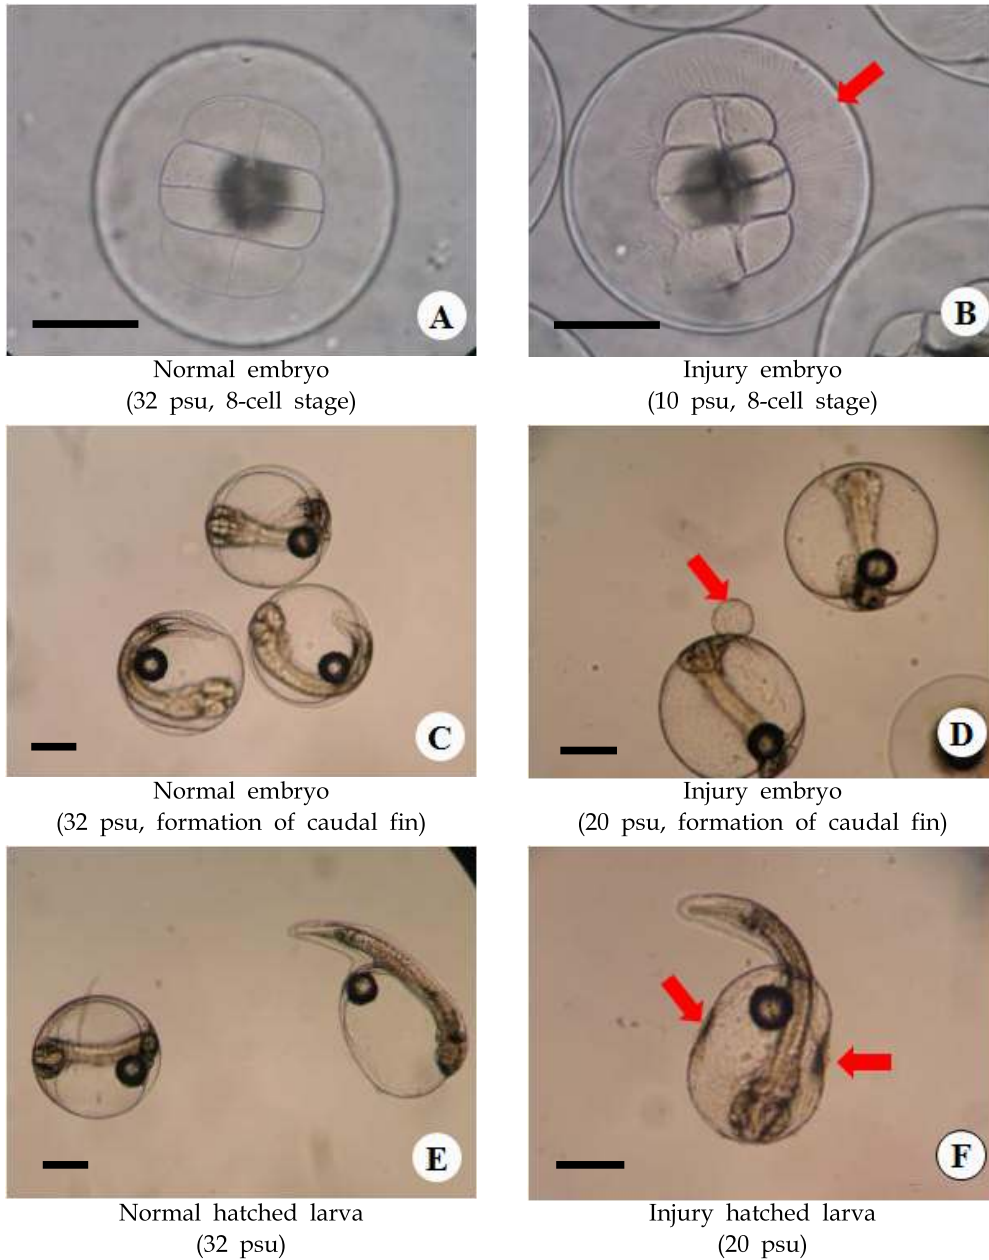 A
B
Normal embryo
(32 psu, 8-cell stage)
Injury embryo
(10 psu, 8-cell stage)
C
D
Normal embryo
(32 psu, formation of caudal fin)
Injury embryo
(20 psu, formation of caudal fin)
E
F
Normal hatched larva
(32 psu)
Injury hatched larva
(20 psu)